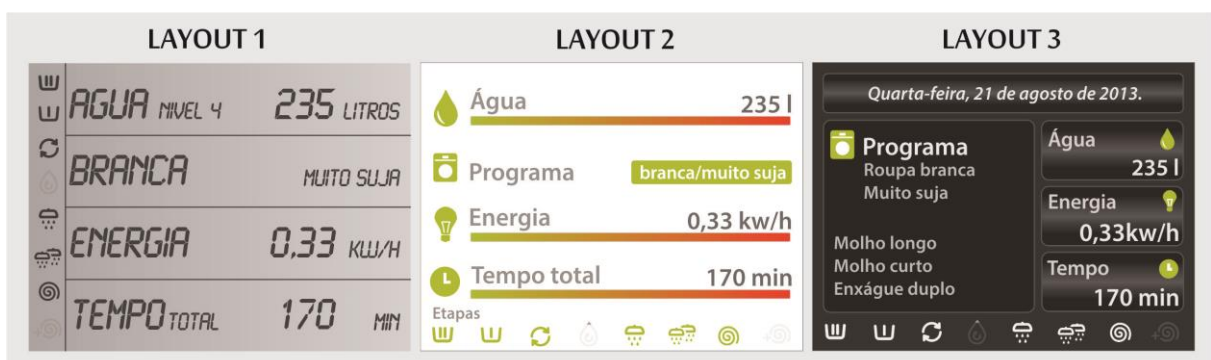 LAYOUT 1
AGUA NIVEL 4 235 LITROS
BRANCA MUITO SUJA
ENERGIA 0,33 KW/H
TEMPO TOTAL 170 MIN
LAYOUT 2
Água 235 l
Programa branca/muito suja
Energia 0,33 kw/h
Tempo total 170 min
Etapas
LAYOUT 3
Quarta-feira, 21 de agosto de 2013.
Programa
Roupa branca
Muito suja
Molho longo
Molho curto
Enxágue duplo
Água
235 l
Energia
0,33kw/h
Tempo
170 min